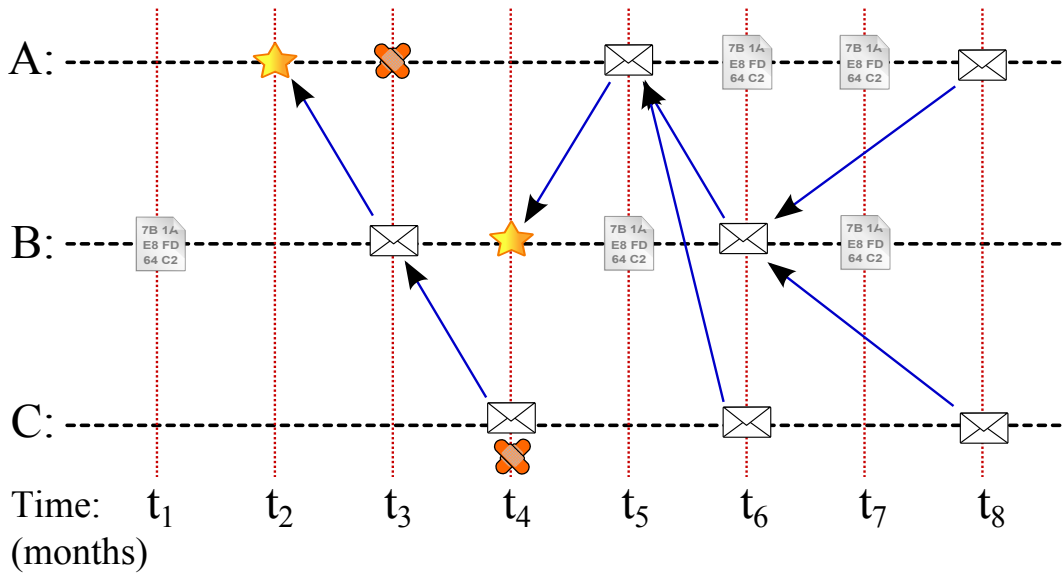 A:
7B 1A
E8 FD
64 C2
7B 1A
E8 FD
64 C2
B:
7B 1A
E8 FD
64 C2
7B 1A
E8 FD
64 C2
7B 1A
E8 FD
64 C2
C:
Time: t1 t2 t3 t4 t5 t6 t7 t8
(months)